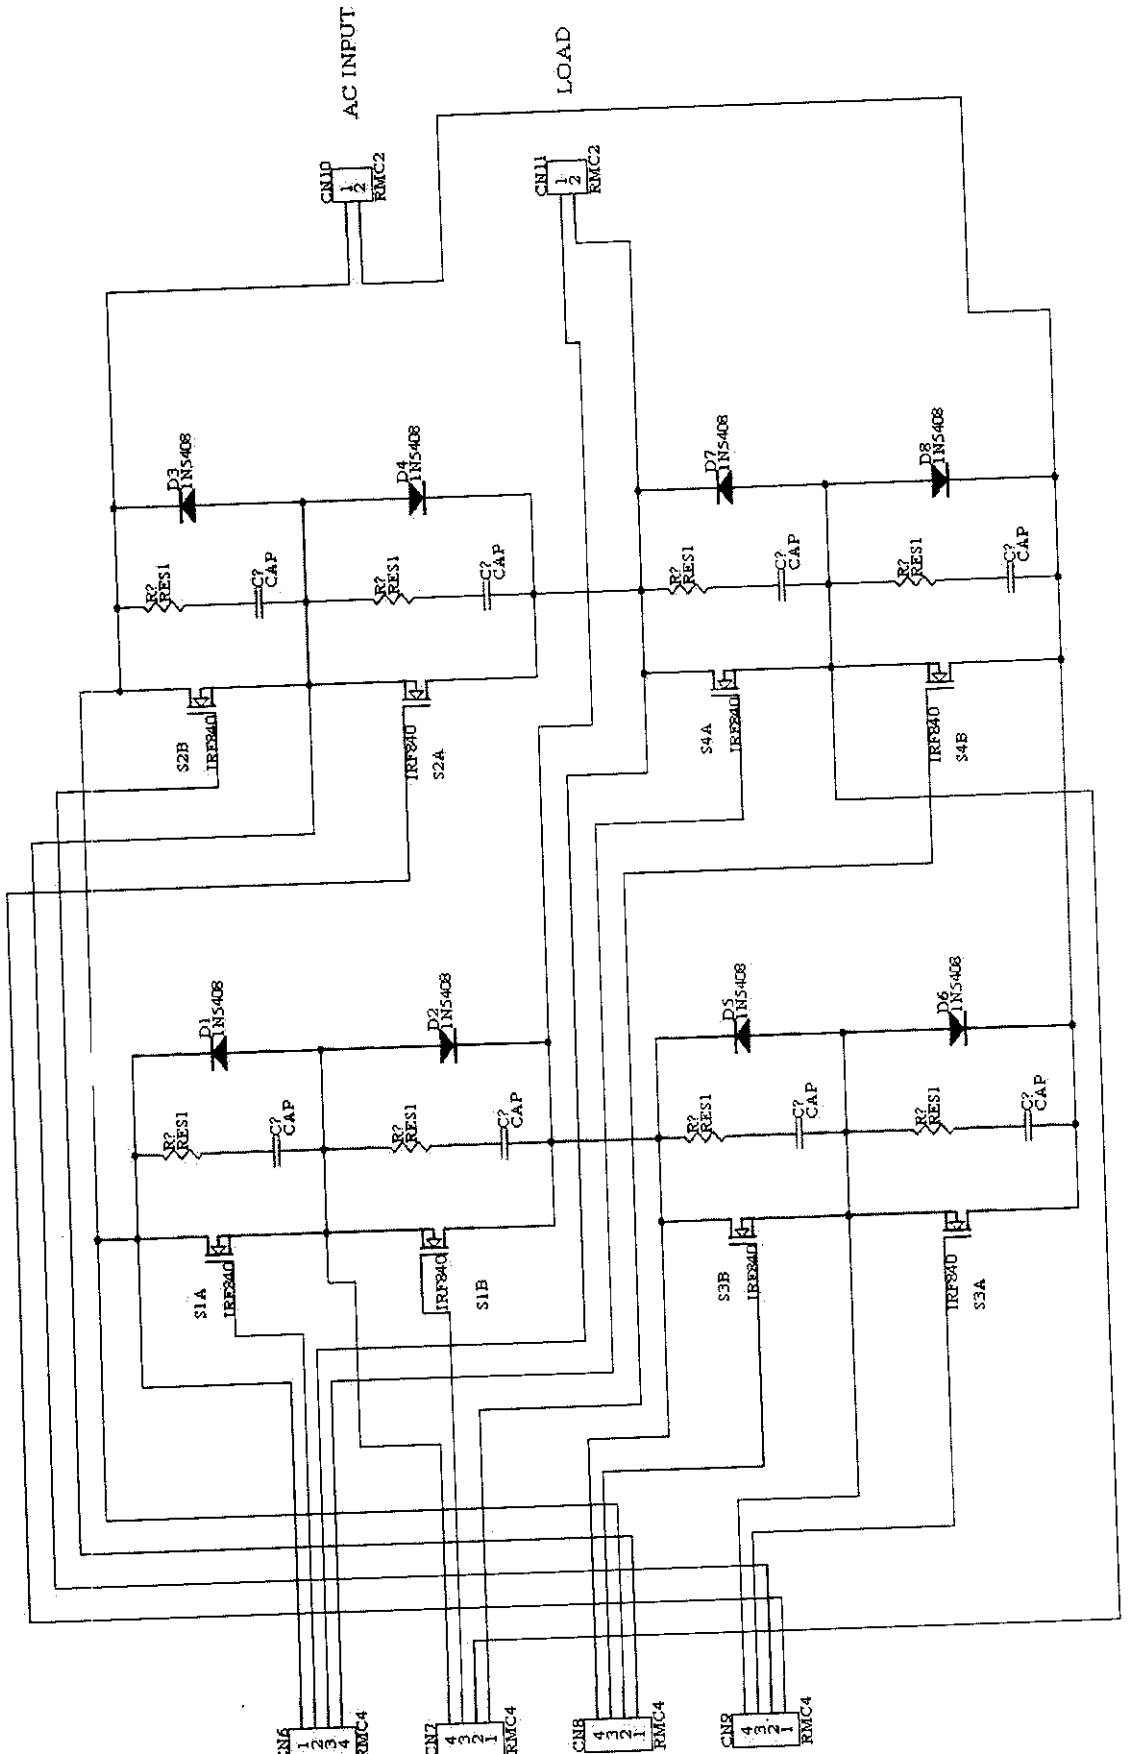 AC INPUT
LOAD
CN10
1
2
RMC2
CN11
1
2
RMC2
D3
1N5408
D4
1N5408
D7
1N5408
D8
1N5408
R?
RES1
C?
CAP
R?
RES1
C?
CAP
R?
RES1
C?
CAP
R?
RES1
C?
CAP
S2B
IRF840
IRF840
S2A
S4A
IRF840
IRF840
S4B
D1
1N5408
D2
1N5408
D5
1N5408
D6
1N5408
R?
RES1
C?
CAP
R?
RES1
C?
CAP
R?
RES1
C?
CAP
R?
RES1
C?
CAP
S1A
IRF840
IRF840
S1B
S3B
IRF840
IRF840
S3A
CN6
1
2
3
4
RMC4
CN7
4
3
2
1
RMC4
CN8
4
3
2
1
RMC4
CN9
4
3
2
1
RMC4